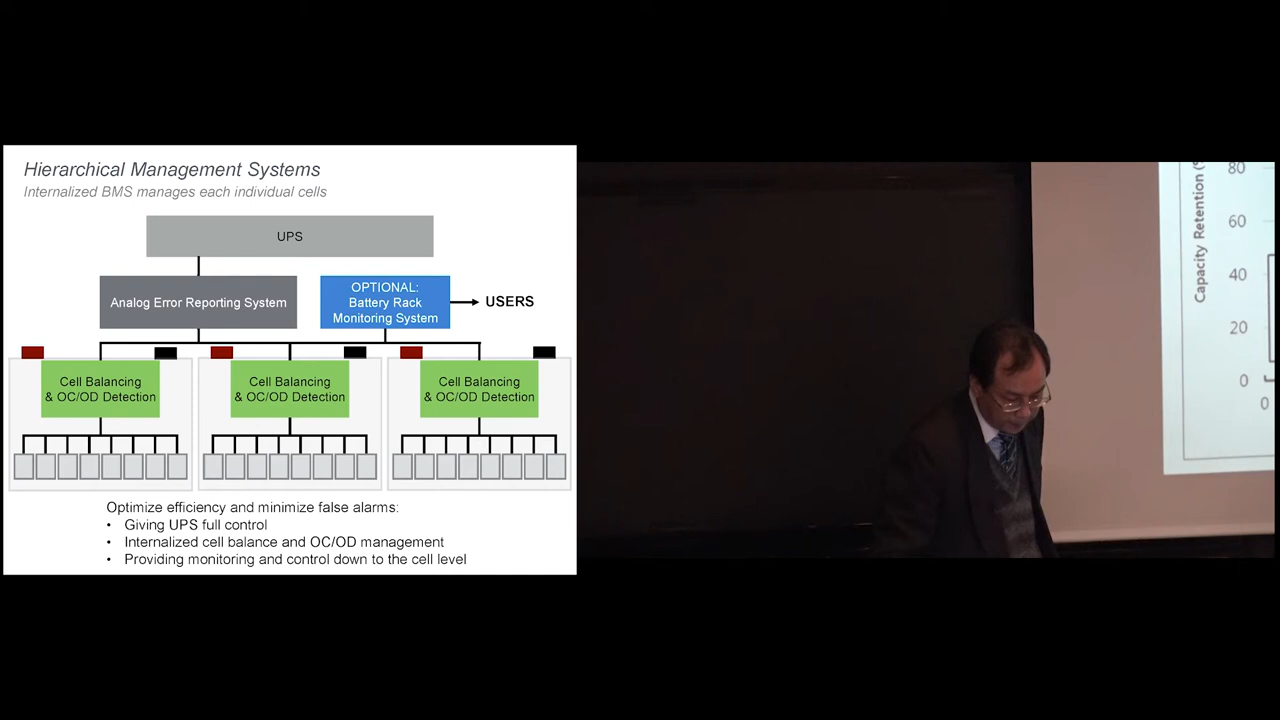 Hierarchical Management Systems
Internalized BMS manages each individual cells
UPS
Analog Error Reporting System
OPTIONAL:
Battery Rack
Monitoring System
USERS
Cell Balancing
& OC/OD Detection
Cell Balancing
& OC/OD Detection
Cell Balancing
& OC/OD Detection
Optimize efficiency and minimize false alarms:
• Giving UPS full control
• Internalized cell balance and OC/OD management
• Providing monitoring and control down to the cell level
Capacity Retention (%
80
60
40
20
0
0